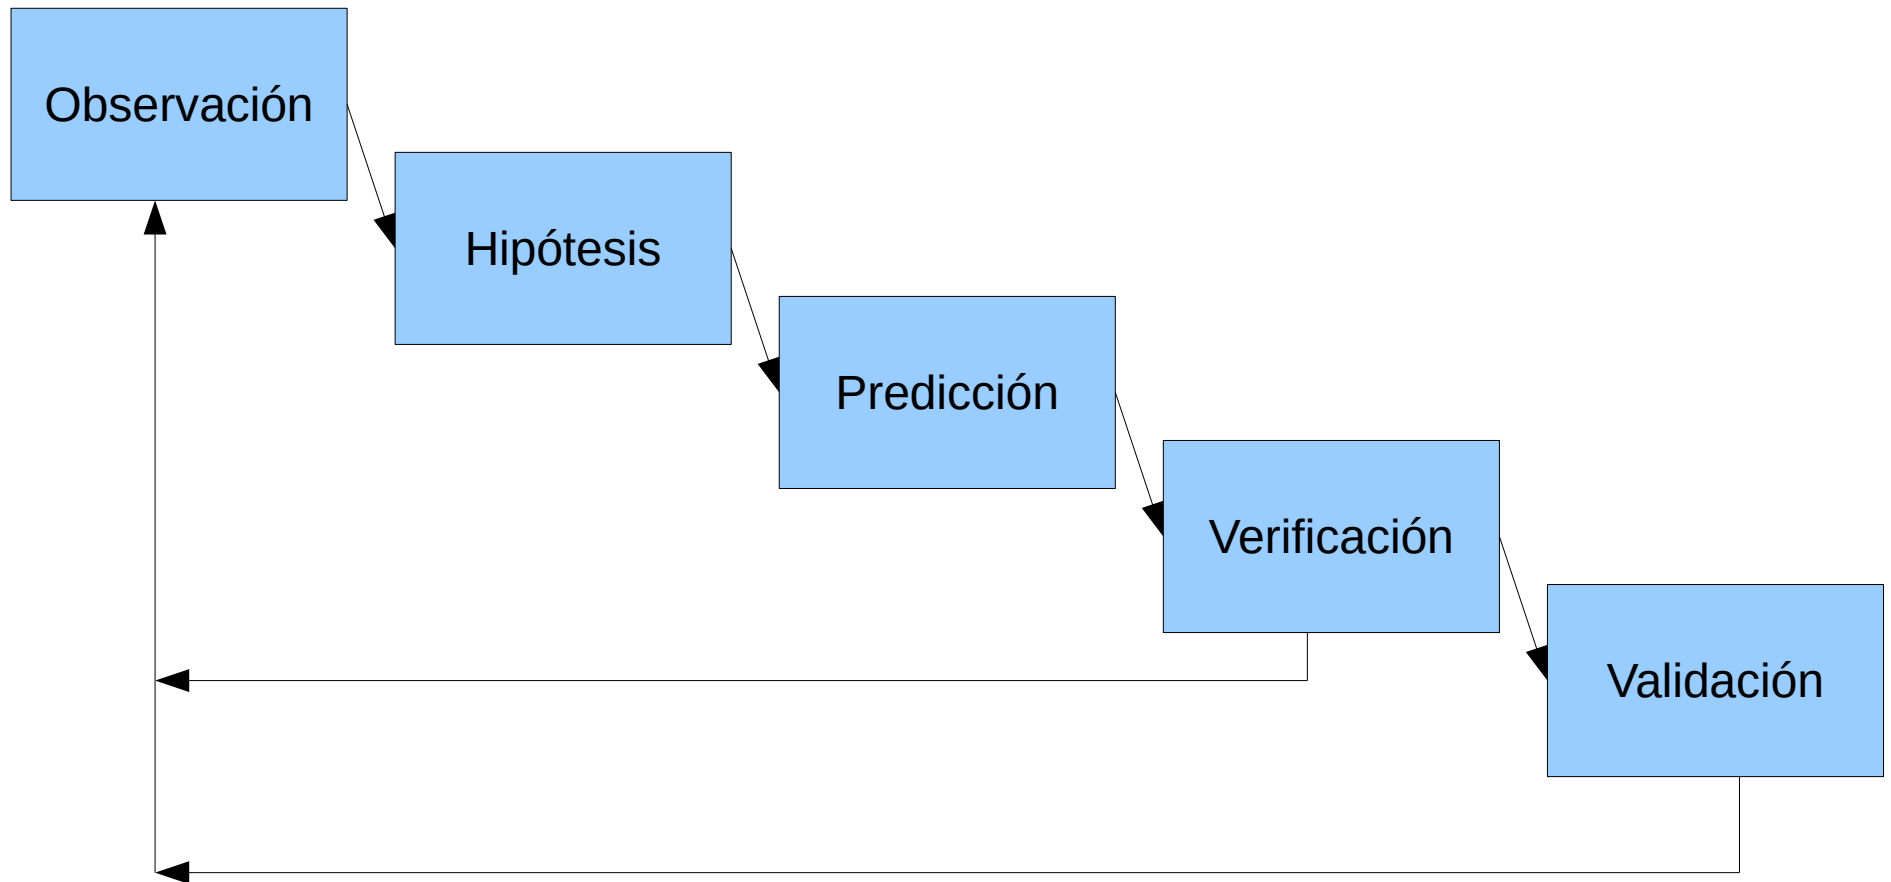 Observación
Hipótesis
Predicción
Verificación
Validación